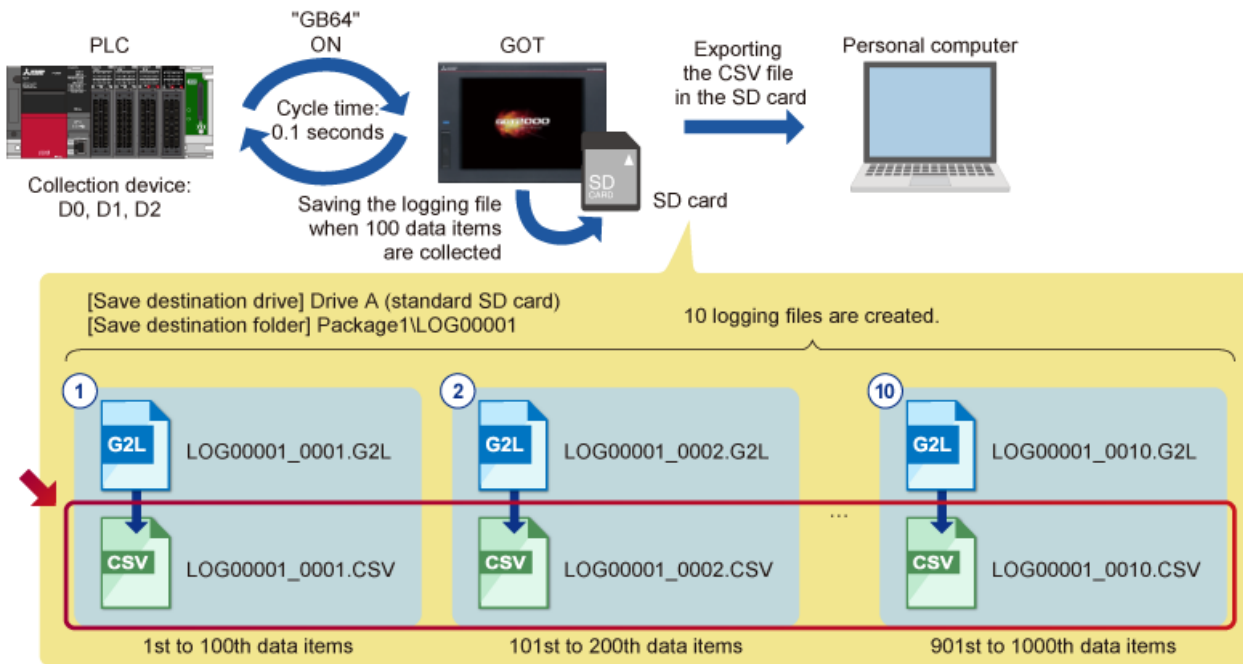 "GB64"
ON
PLC
GOT
Personal computer
Exporting
the CSV file
in the SD card
Cycle time:
0.1 seconds
GOT2000
SD
CARD
Collection device:
D0, D1, D2
Saving the logging file
when 100 data items
are collected
SD card
[Save destination drive] Drive A (standard SD card)
[Save destination folder] Package1\LOG00001
10 logging files are created.
1
2
10
G2L
LOG00001_0001.G2L
G2L
LOG00001_0002.G2L
G2L
LOG00001_0010.G2L
...
CSV
LOG00001_0001.CSV
CSV
LOG00001_0002.CSV
CSV
LOG00001_0010.CSV
1st to 100th data items
101st to 200th data items
901st to 1000th data items